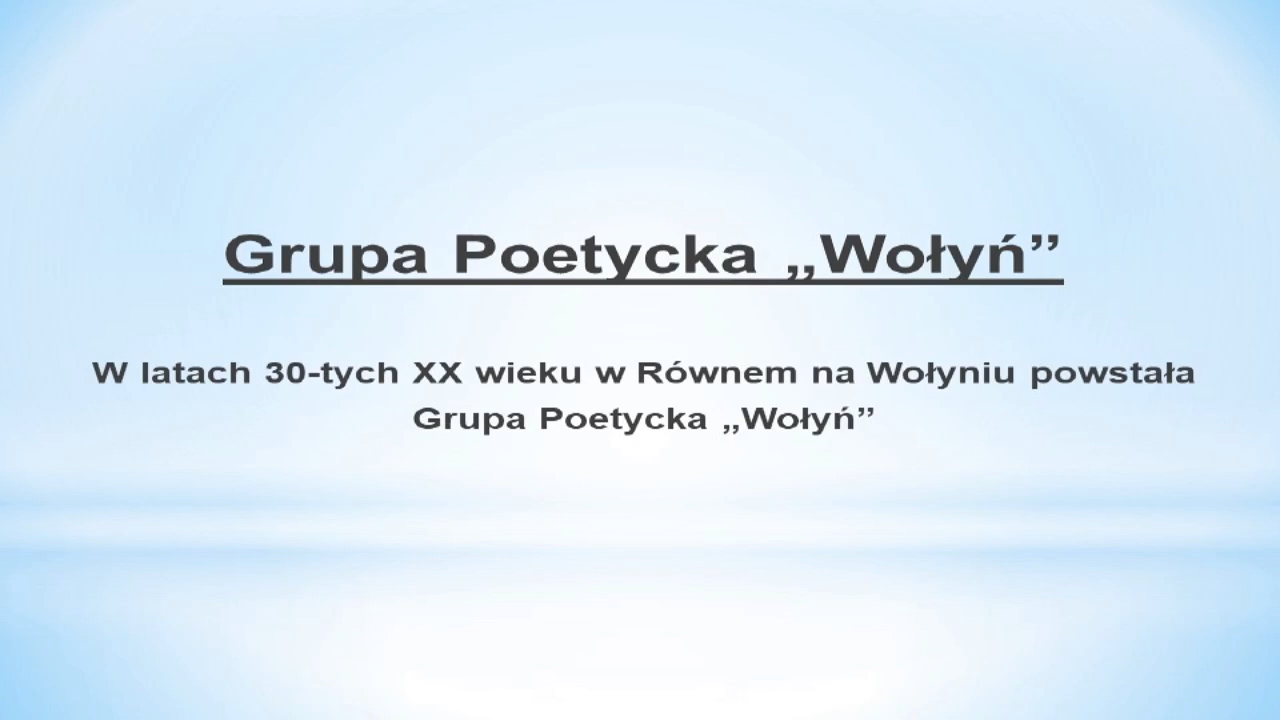 Grupa Poetycka „Wołyń”
W latach 30-tych XX wieku w Równem na Wołyniu powstała
Grupa Poetycka „Wołyń”